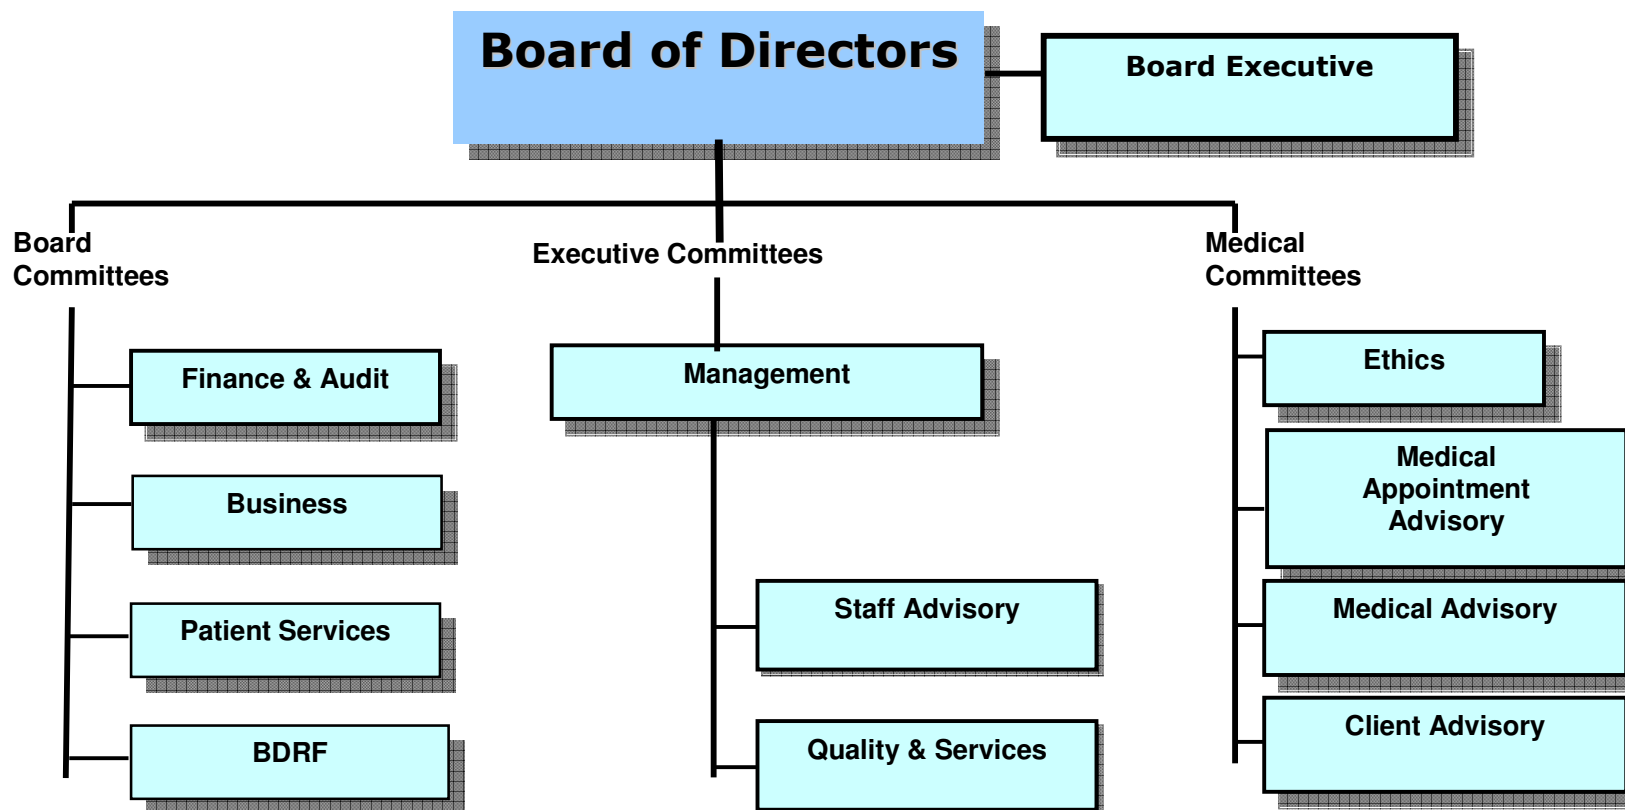 Board of Directors
Board Executive
Board
Committees
Executive Committees
Medical
Committees
Finance & Audit
Business
Patient Services
BDRF
Management
Staff Advisory
Quality & Services
Ethics
Medical
Appointment
Advisory
Medical Advisory
Client Advisory